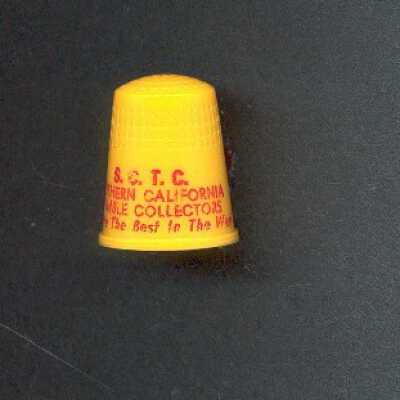 S. C. T. C.
THERN CALIFORNIA
MBLE COLLECTORS
The Best In The W